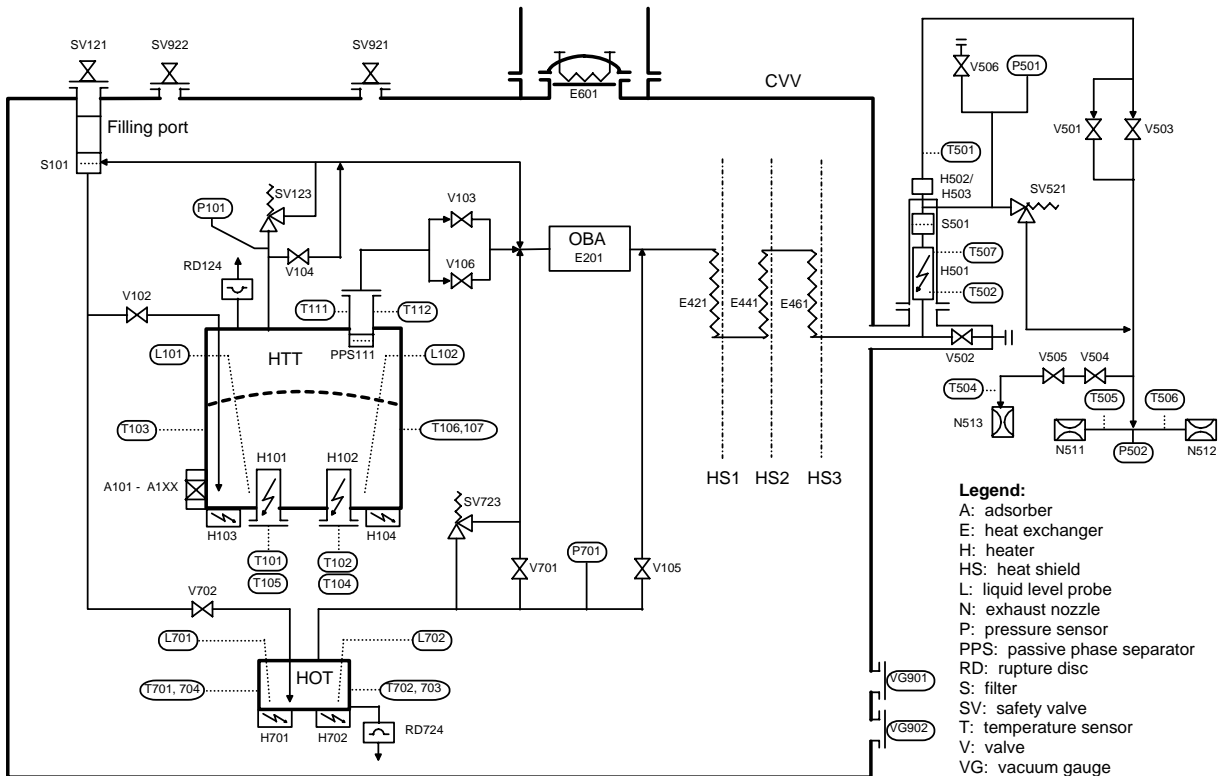 SV121
SV922
SV921
E601
CVV
V506
P501
Filling port
V501
V503
S101
T501
H502/
H503
SV521
SV123
V103
P101
S501
OBA
E201
T507
RD124
V104
V106
H501
T502
V102
T111
T112
E421
E441
E461
PPS111
L101
HTT
L102
V502
V505
V504
T504
T505
T506
N513
T103
T106,107
N511
P502
N512
H101
H102
HS1
HS2
HS3
A101 - A1XX
SV723
H103
H104
T101
T105
T102
T104
V701
P701
V105
V702
L701
L702
HOT
T701, 704
T702, 703
H701
H702
RD724
VG901
VG902
Legend:
A: adsorber
E: heat exchanger
H: heater
HS: heat shield
L: liquid level probe
N: exhaust nozzle
P: pressure sensor
PPS: passive phase separator
RD: rupture disc
S: filter
SV: safety valve
T: temperature sensor
V: valve
VG: vacuum gauge